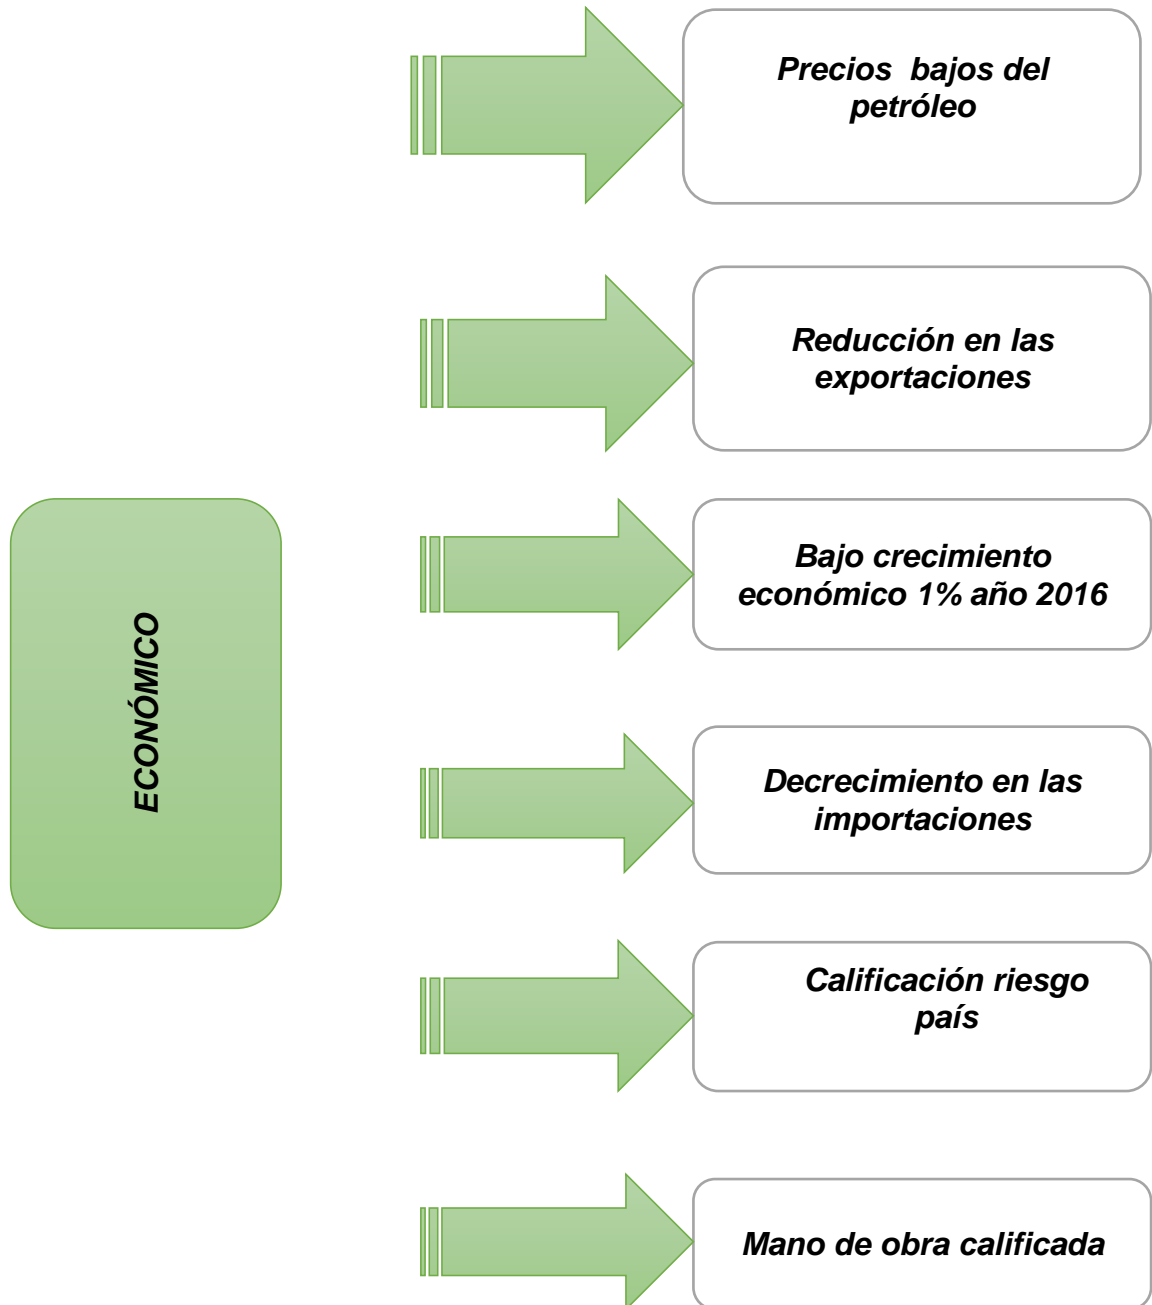 Precios bajos del
petróleo
Reducción en las
exportaciones
Bajo crecimiento
económico 1% año 2016
ECONÓMICO
Decrecimiento en las
importaciones
Calificación riesgo
país
Mano de obra calificada